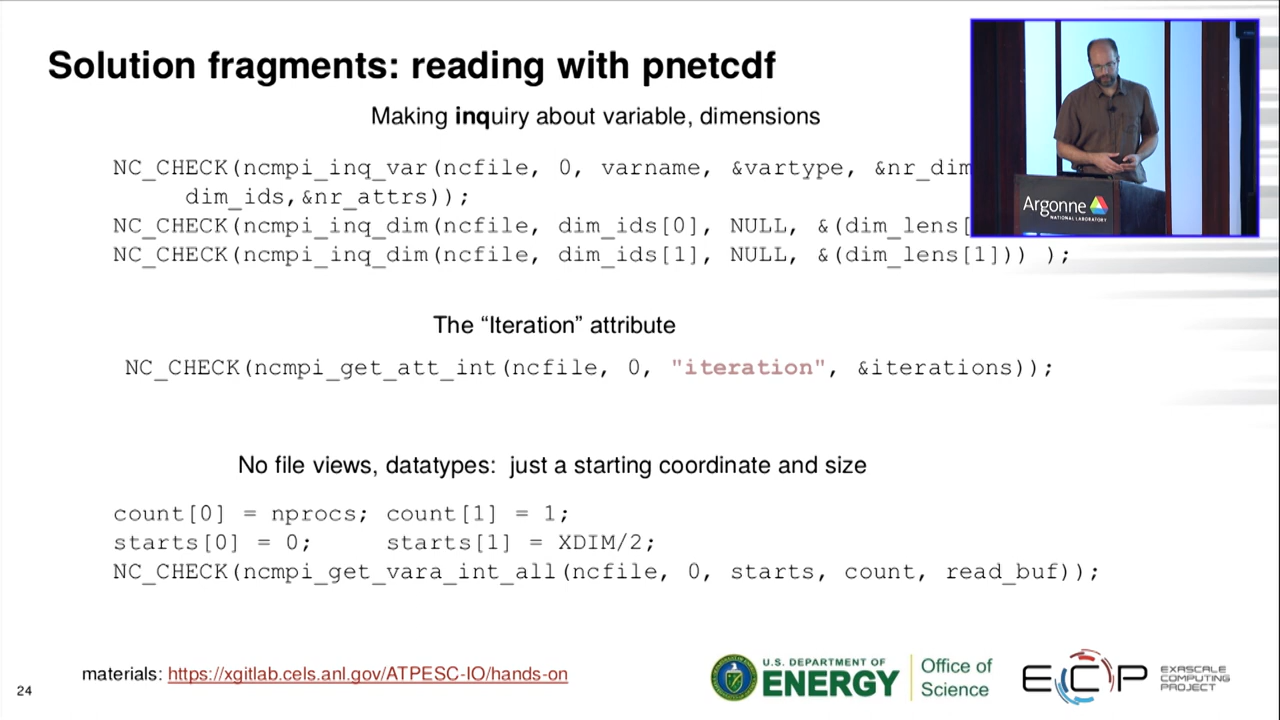 Solution fragments: reading with pnetcdf
Making inquiry about variable, dimensions
NC_CHECK(ncmpi_inq_var(ncfile, 0, varname, &vartype, &nr_dim
dim_ids,&nr_attrs));
NC_CHECK(ncmpi_inq_dim(ncfile, dim_ids[0], NULL, &(dim_lens[
NC_CHECK(ncmpi_inq_dim(ncfile, dim_ids[1], NULL, &(dim_lens[1])) );
Argonne
NATIONAL LABORATORY
The “Iteration” attribute
NC_CHECK(ncmpi_get_att_int(ncfile, 0, "iteration", &iterations));
No file views, datatypes: just a starting coordinate and size
count[0] = nprocs; count[1] = 1;
starts[0] = 0; starts[1] = XDIM/2;
NC_CHECK(ncmpi_get_vara_int_all(ncfile, 0, starts, count, read_buf));
materials: https://xgitlab.cels.anl.gov/ATPESC-IO/hands-on
24
U.S. DEPARTMENT OF
ENERGY
Office of
Science
ECP
EXASCALE
COMPUTING
PROJECT